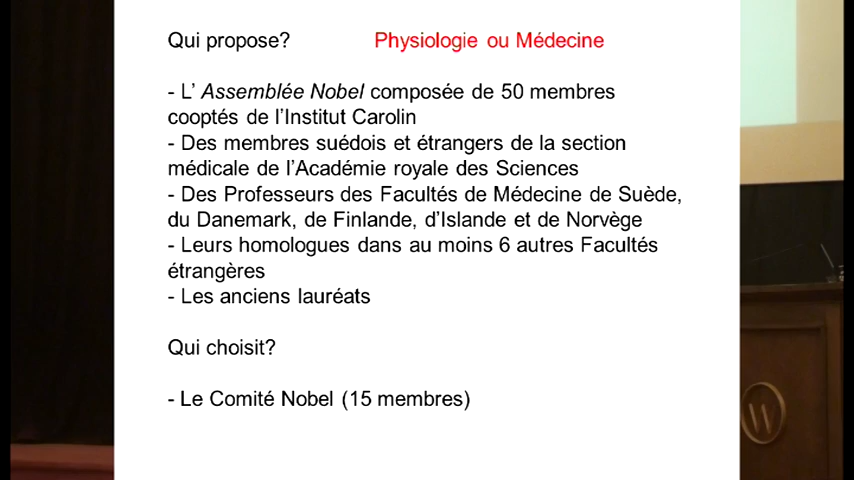 Qui propose? Physiologie ou Médecine
- L’ Assemblée Nobel composée de 50 membres
cooptés de l’Institut Carolin
- Des membres suédois et étrangers de la section
médicale de l’Académie royale des Sciences
- Des Professeurs des Facultés de Médecine de Suède,
du Danemark, de Finlande, d’Islande et de Norvège
- Leurs homologues dans au moins 6 autres Facultés
étrangères
- Les anciens lauréats
Qui choisit?
- Le Comité Nobel (15 membres)
W